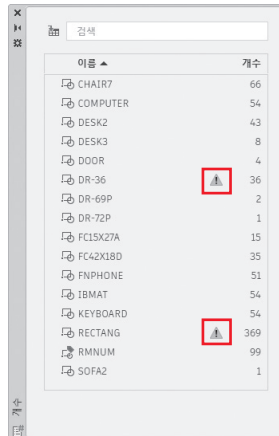 검색
이름 개수
CHAIR7 66
COMPUTER 54
DESK2 43
DESK3 8
DOOR 4
DR-36 36
DR-69P 2
DR-72P 1
FC15X27A 15
FC42X18D 35
FNPHONE 51
IBMAT 54
KEYBOARD 54
RECTANG 369
RMNUM 99
SOFA2 1
개수